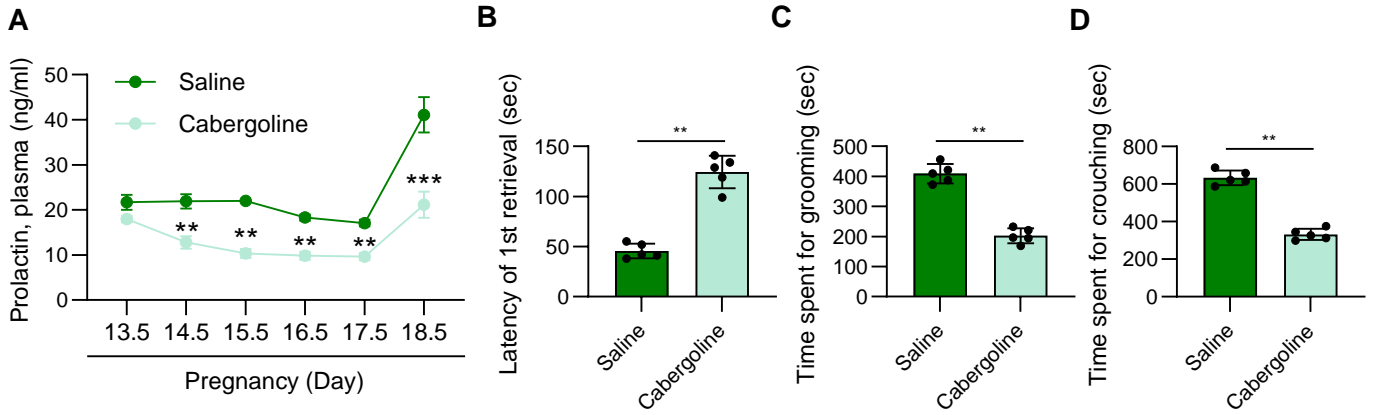 A
Prolactin, plasma (ng/ml)
50
40
30
20
10
0
Saline
Cabergoline
**
**
**
**
***
13.5 14.5 15.5 16.5 17.5 18.5
Pregnancy (Day)
B
Latency of 1st retrieval (sec)
150
100
50
0
**
Saline
Cabergoline
C
Time spent for grooming (sec)
500
400
300
200
100
0
**
Saline
Cabergoline
D
Time spent for crouching (sec)
800
600
400
200
0
**
Saline
Cabergoline